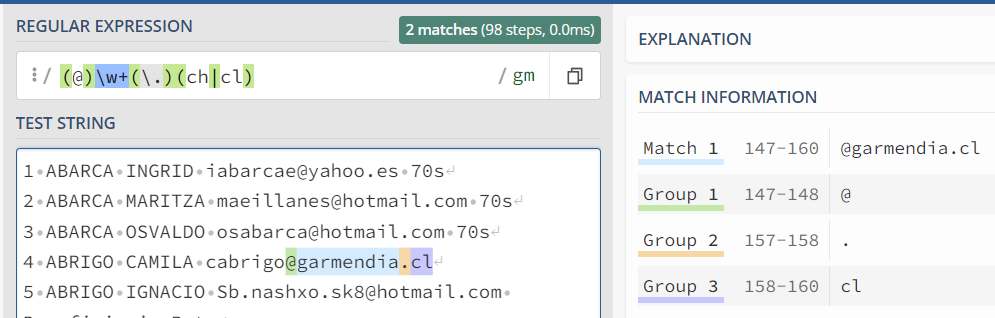 REGULAR EXPRESSION
2 matches (98 steps, 0.0ms)
/ (@)\w+(\.)(ch|cl) / gm
TEST STRING
1 ABARCA INGRID iabarcae@yahoo.es 70s
2 ABARCA MARITZA maeillanes@hotmail.com 70s
3 ABARCA OSVALDO osabarca@hotmail.com 70s
4 ABRIGO CAMILA cabrigo@garmendia.cl
5 ABRIGO IGNACIO Sb.nashxo.sk8@hotmail.com
EXPLANATION
MATCH INFORMATION
Match 1 147-160 @garmendia.cl
Group 1 147-148 @
Group 2 157-158 .
Group 3 158-160 cl